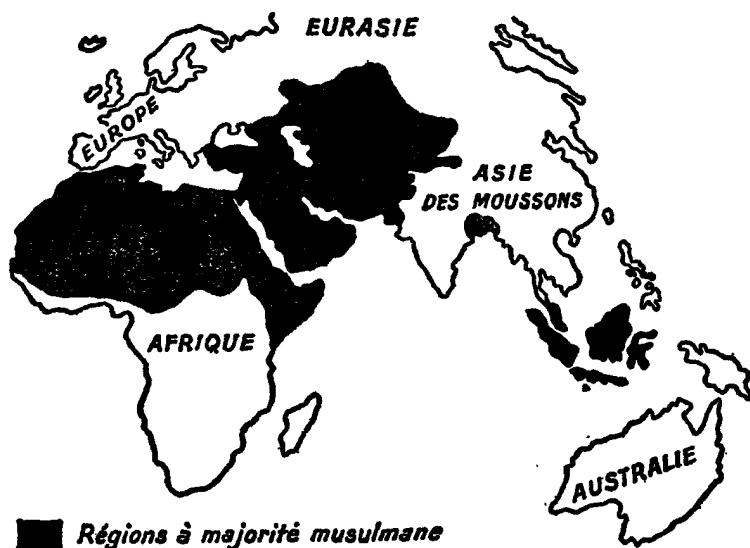 EURASIE
EUROPE
ASIE
DES MOUSSONS
AFRIQUE
AUSTRALIE
Régions à majorité musulmane